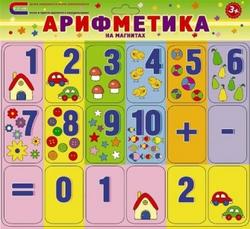 АРИФМЕТИКА
НА МАГНИТАХ
3+
1 2 3 4 5 6
7 8 9 10 + -
= 0 1 2